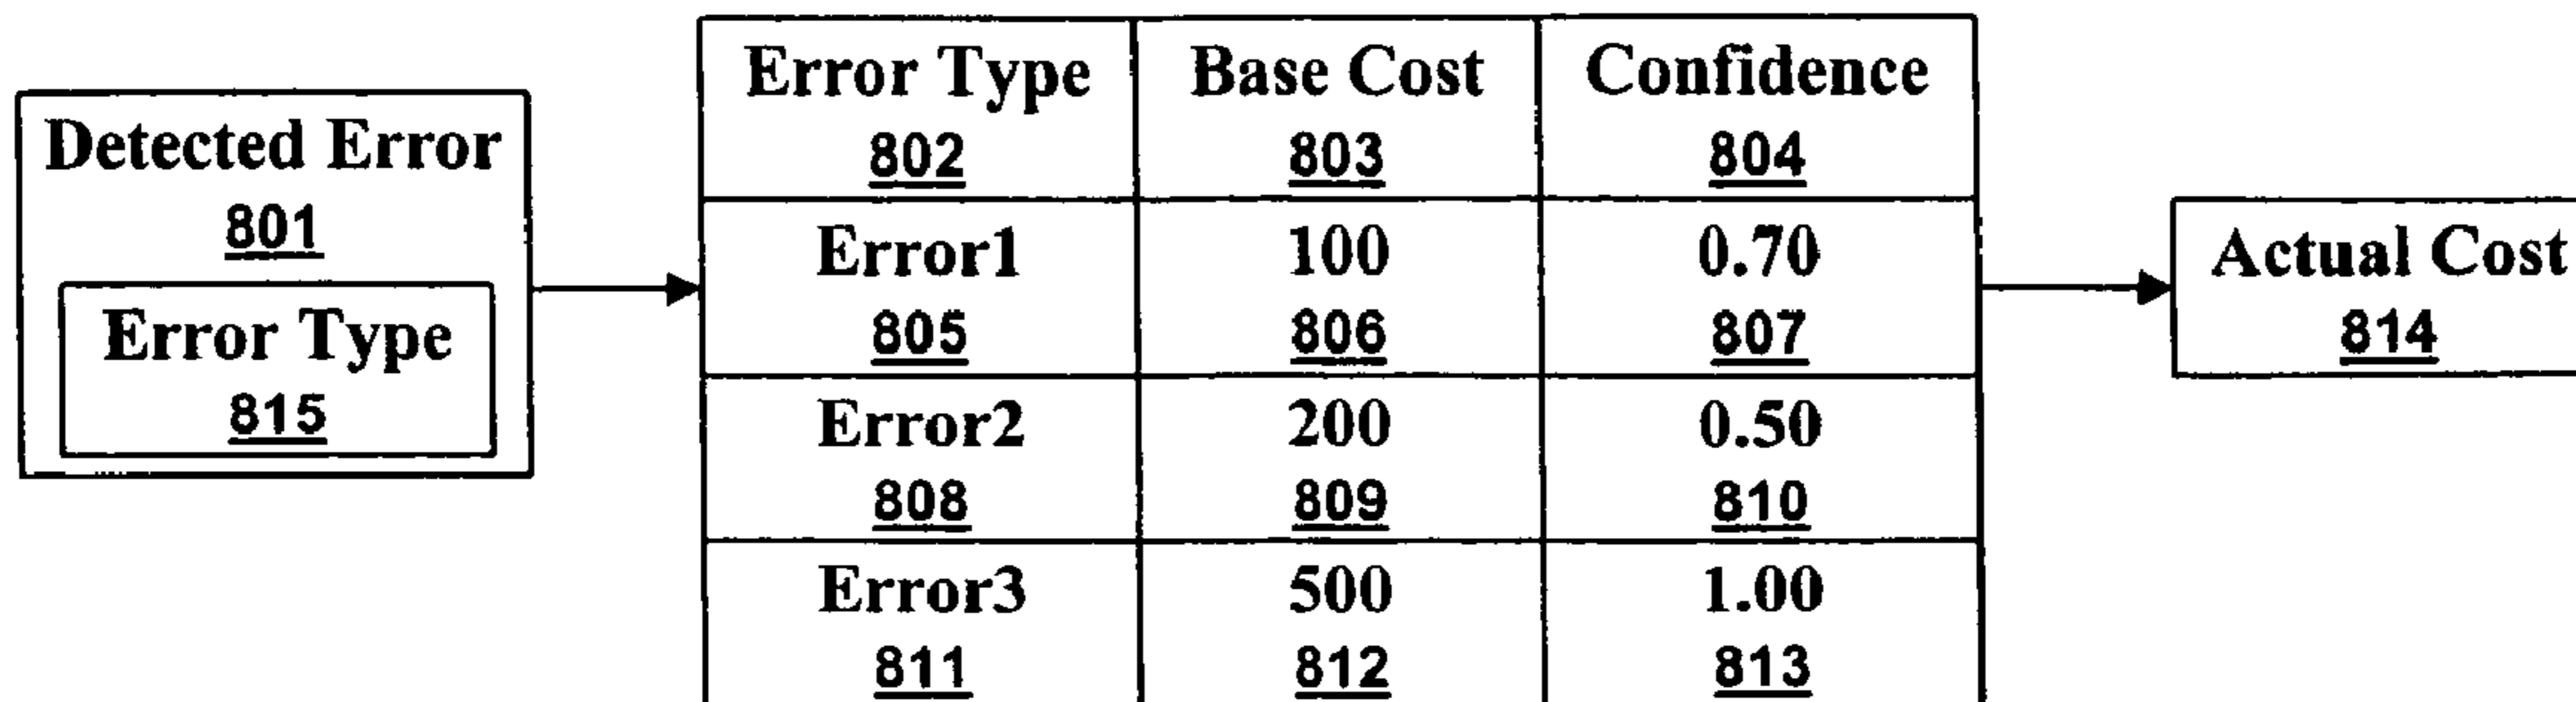 Detected Error
801
Error Type
815
Error Type Base Cost Confidence
802 803 804
Error1 100 0.70
805 806 807
Error2 200 0.50
808 809 810
Error3 500 1.00
811 812 813
Actual Cost
814